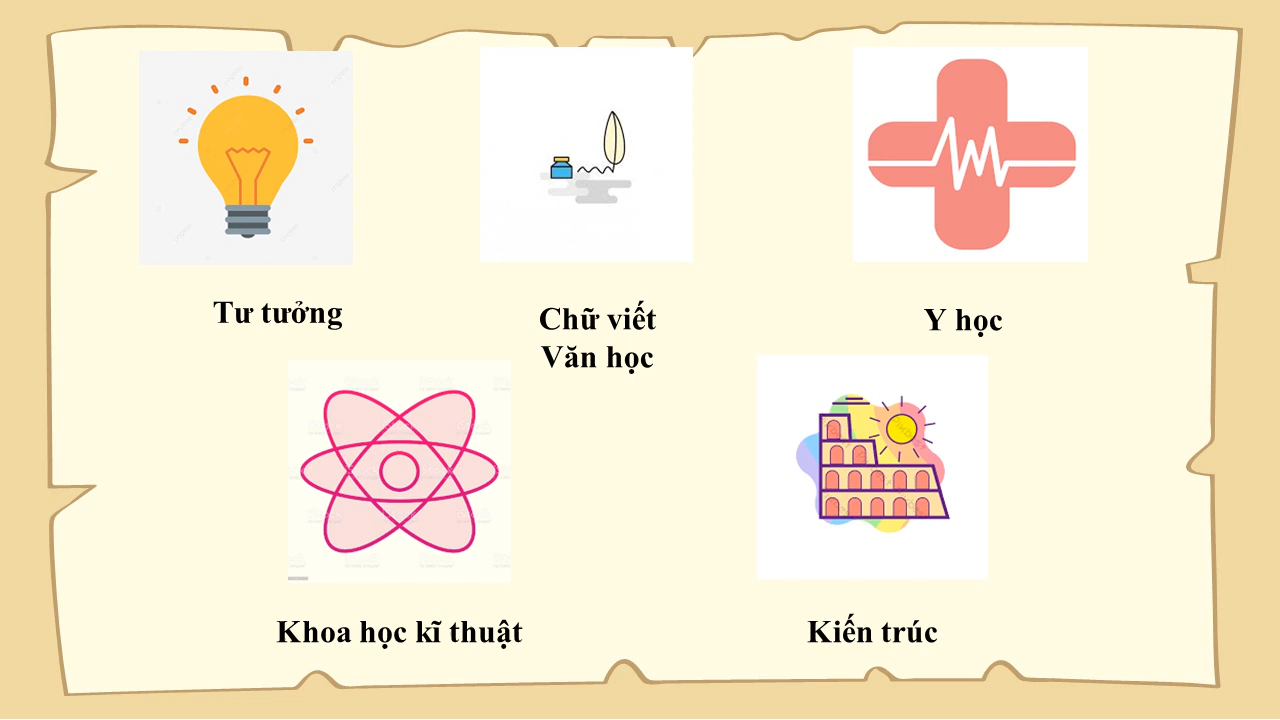 Tư tưởng
Chữ viết
Văn học
Y học
Khoa học kĩ thuật
Kiến trúc